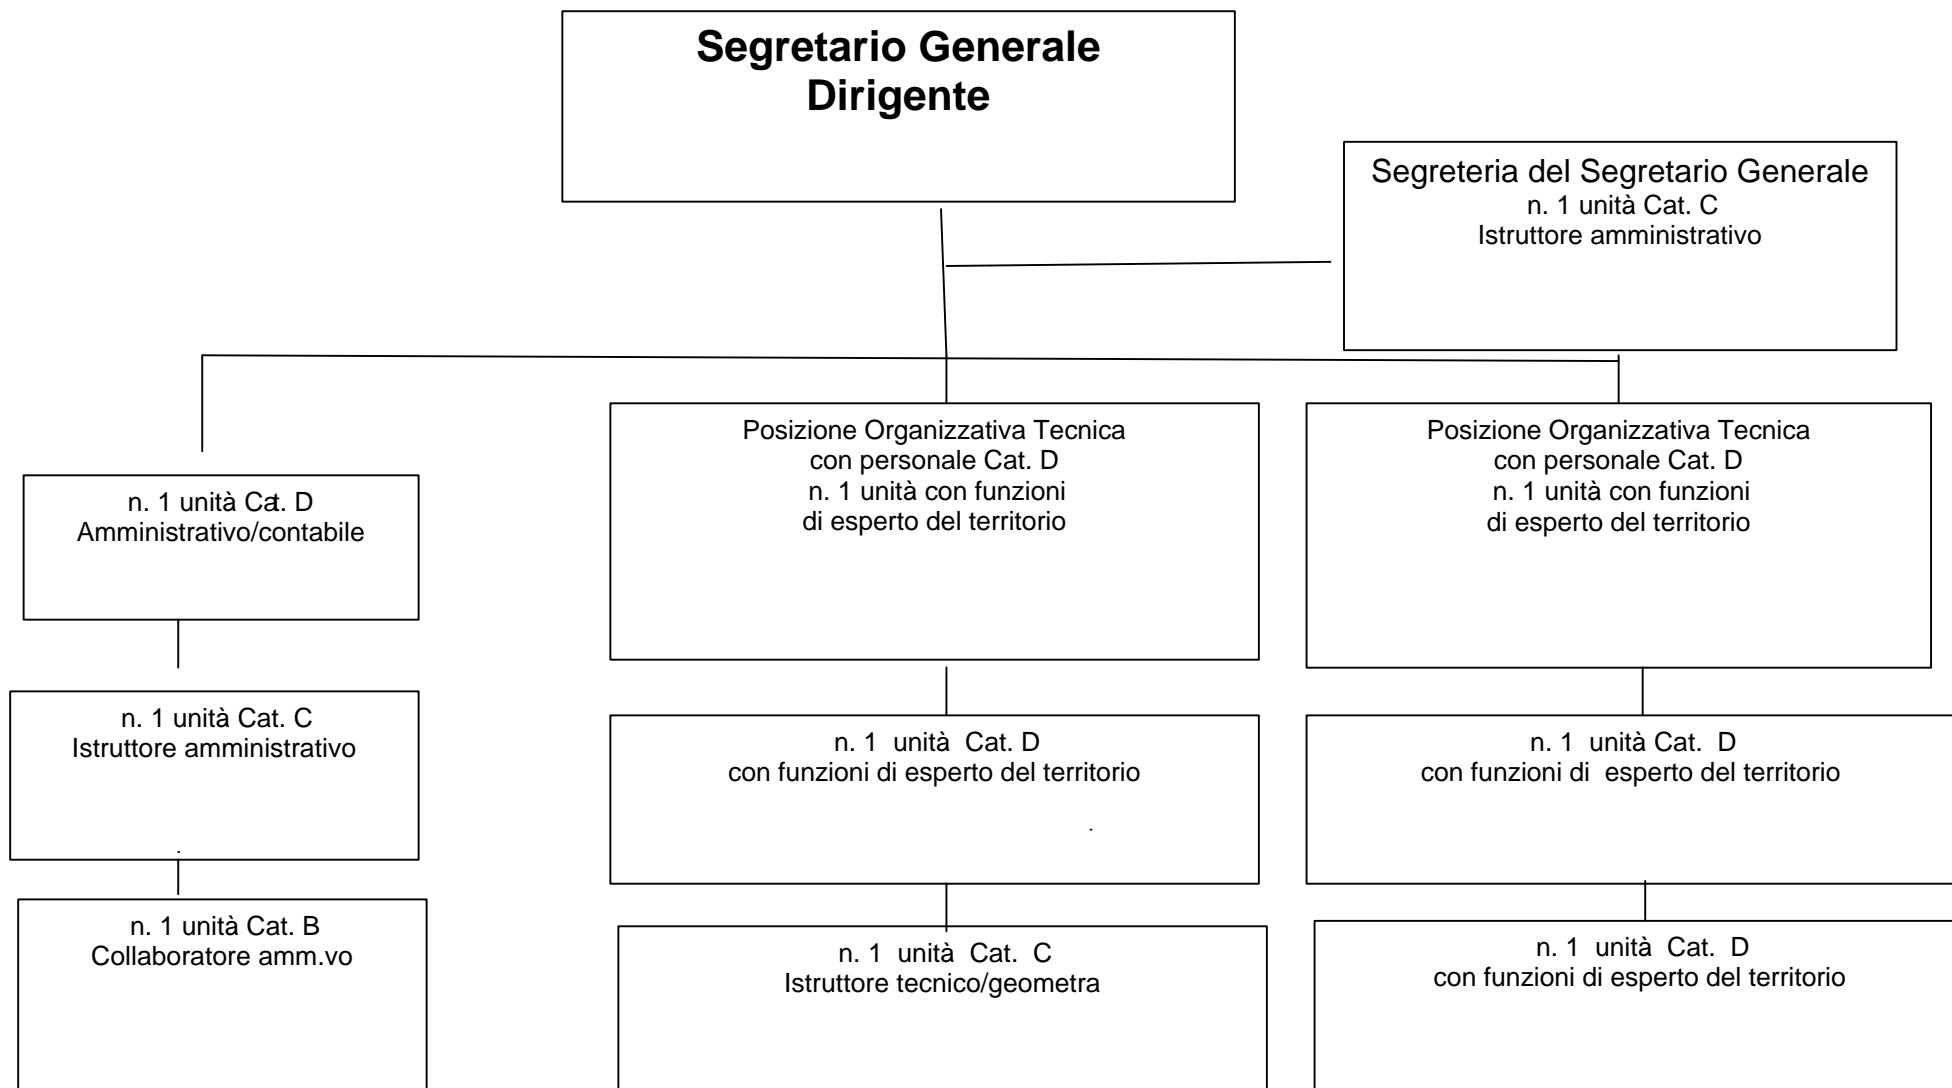 Segretario Generale
Dirigente
Segreteria del Segretario Generale
n. 1 unità Cat. C
Istruttore amministrativo
n. 1 unità Cat. D
Amministrativo/contabile
Posizione Organizzativa Tecnica
con personale Cat. D
n. 1 unità con funzioni
di esperto del territorio
Posizione Organizzativa Tecnica
con personale Cat. D
n. 1 unità con funzioni
di esperto del territorio
n. 1 unità Cat. C
Istruttore amministrativo
.
n. 1 unità Cat. D
con funzioni di esperto del territorio
.
n. 1 unità Cat. D
con funzioni di esperto del territorio
n. 1 unità Cat. B
Collaboratore amm.vo
n. 1 unità Cat. C
Istruttore tecnico/geometra
n. 1 unità Cat. D
con funzioni di esperto del territorio